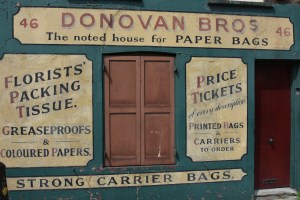 46 DONOVAN BROS 46
The noted house for PAPER BAGS
FLORISTS'
PACKING
TISSUE.
GREASEPROOFS
&
COLOURED PAPERS.
PRICE
TICKETS
of every description
PRINTED BAGS
&
CARRIERS
TO ORDER
STRONG CARRIER BAGS.